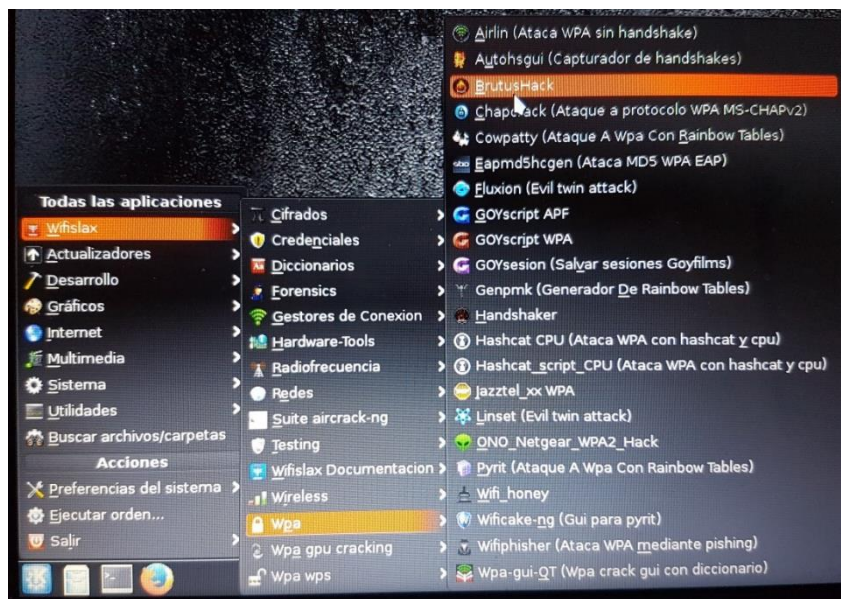 Todas las aplicaciones
Wifislax
Actualizadores
Desarrollo
Gráficos
Internet
Multimedia
Sistema
Utilidades
Buscar archivos/carpetas
Acciones
Preferencias del sistema
Ejecutar orden...
Salir
Cifrados
Credenciales
Diccionarios
Forensics
Gestores de Conexion
Hardware-Tools
Radiofrecuencia
Redes
Suite aircrack-ng
Testing
Wifislax Documentacion
Wireless
Wpa
Wpa gpu cracking
Wpa wps
Airlin (Ataca WPA sin handshake)
Autohsgui (Capturador de handshakes)
BrutusHack
Chapcrack (Ataque a protocolo WPA MS-CHAPv2)
Cowpatty (Ataque A Wpa Con Rainbow Tables)
Eapmd5hcgen (Ataca MD5 WPA EAP)
Fluxion (Evil twin attack)
GOYscript APF
GOYscript WPA
GOYsesion (Salvar sesiones Goyfilms)
Genpmk (Generador De Rainbow Tables)
Handshaker
Hashcat CPU (Ataca WPA con hashcat y cpu)
Hashcat_script_CPU (Ataca WPA con hashcat y cpu)
Jazztel_xx WPA
Linset (Evil twin attack)
ONO_Netgear_WPA2_Hack
Pyrit (Ataque A Wpa Con Rainbow Tables)
Wifi_honey
Wificake-ng (Gui para pyrit)
Wifiphisher (Ataca WPA mediante pishing)
Wpa-gui-QT (Wpa crack gui con diccionario)